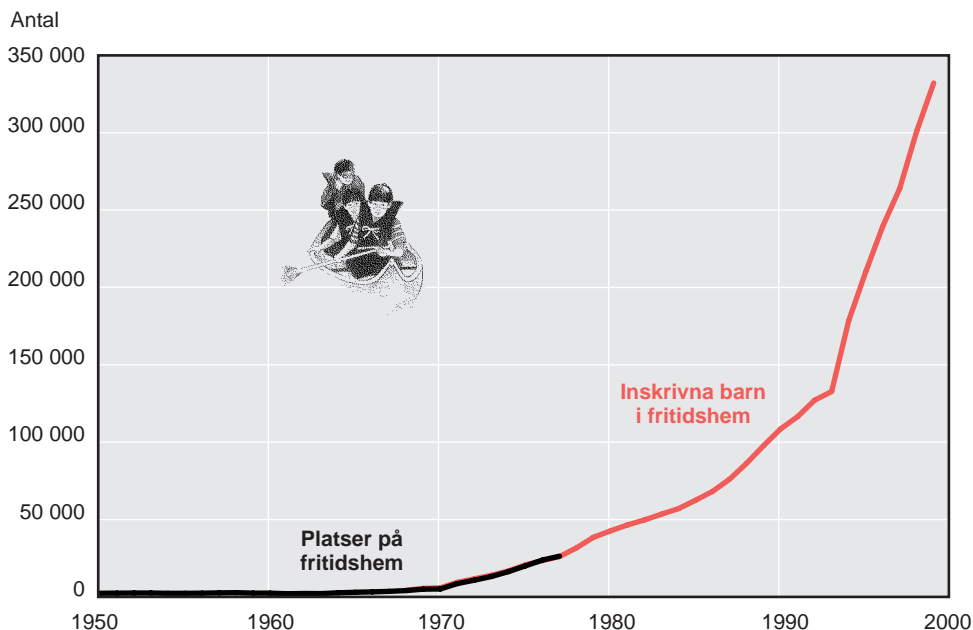 Antal
350 000
300 000
250 000
200 000
150 000
100 000
50 000
0
Inskrivna barn
i fritidshem
Platser på
fritidshem
1950 1960 1970 1980 1990 2000